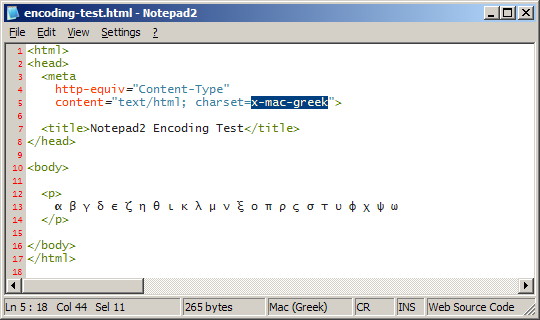 encoding-test.html - Notepad2
File Edit View Settings ?
1 <html>
2 <head>
3 <meta
4 http-equiv="Content-Type"
5 content="text/html; charset=x-mac-greek">
6
7 <title>Notepad2 Encoding Test</title>
8 </head>
9
10 <body>
11
12 <p>
13 α β γ δ ε ζ η θ ι κ λ μ ν ξ ο π ρ ς σ τ υ φ χ ψ ω
14 </p>
15
16 </body>
17 </html>
18
Ln 5 : 18 Col 44 Sel 11 265 bytes Mac (Greek) CR INS Web Source Code